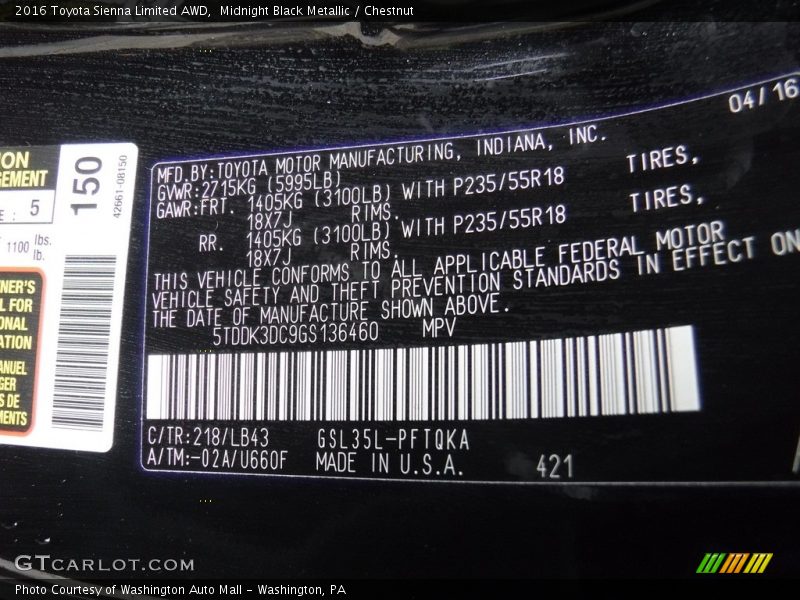 2016 Toyota Sienna Limited AWD,  Midnight Black Metallic / Chestnut
04/16
MFD.BY:TOYOTA MOTOR MANUFACTURING, INDIANA, INC.
GVWR:2715KG (5995LB)
GAWR:FRT. 1405KG (3100LB) WITH P235/55R18 TIRES,
18X7J RIMS.
RR. 1405KG (3100LB) WITH P235/55R18 TIRES,
18X7J RIMS.
THIS VEHICLE CONFORMS TO ALL APPLICABLE FEDERAL MOTOR
VEHICLE SAFETY AND THEFT PREVENTION STANDARDS IN EFFECT ON
THE DATE OF MANUFACTURE SHOWN ABOVE.
5TDDK3DC9GS136460 MPV
C/TR:218/LB43 GSL35L-PFTQKA
A/TM:-02A/U660F MADE IN U.S.A.
421
150
42661-08150
5
1100 lbs.
lb.
GTCARLOT.COM
Photo Courtesy of Washington Auto Mall - Washington, PA